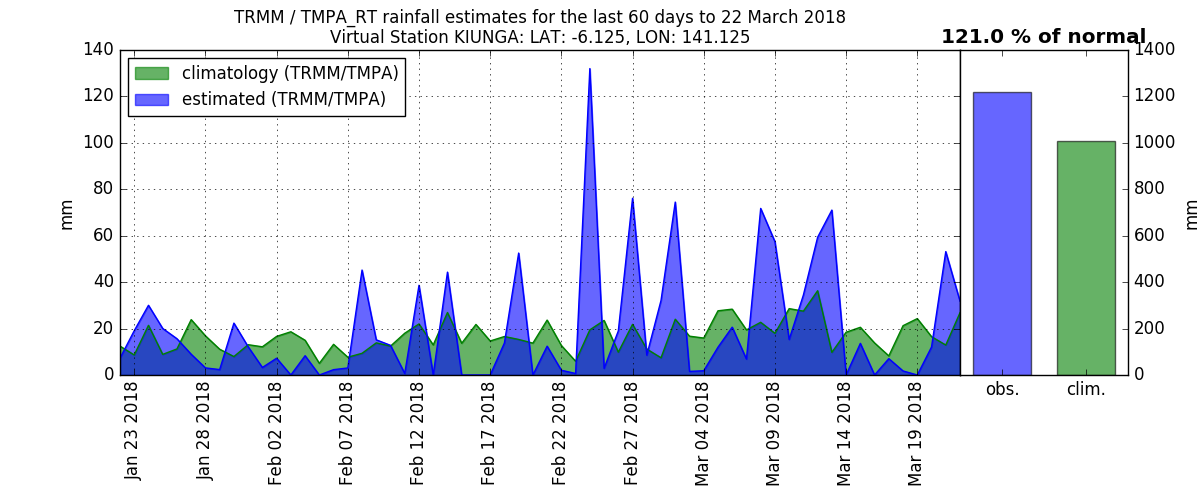 TRMM / TMPA_RT rainfall estimates for the last 60 days to 22 March 2018
Virtual Station KIUNGA: LAT: -6.125, LON: 141.125
121.0 % of normal
climatology (TRMM/TMPA)
estimated (TRMM/TMPA)
140
120
100
80
60
40
20
0
mm
1400
1200
1000
800
600
400
200
0
mm
Jan 23 2018
Jan 28 2018
Feb 02 2018
Feb 07 2018
Feb 12 2018
Feb 17 2018
Feb 22 2018
Feb 27 2018
Mar 04 2018
Mar 09 2018
Mar 14 2018
Mar 19 2018
obs.
clim.